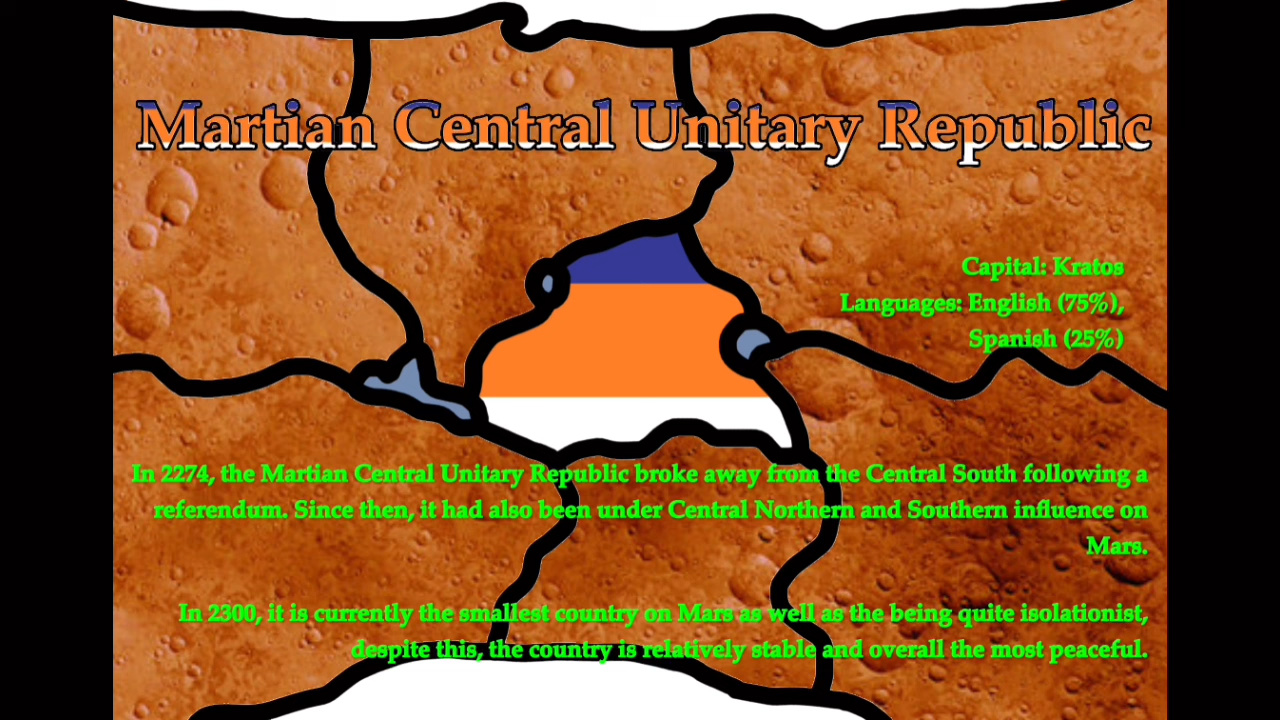 Martian Central Unitary Republic
Capital: Kratos
Languages: English (75%),
Spanish (25%)
In 2274, the Martian Central Unitary Republic broke away from the Central South following a
referendum. Since then, it had also been under Central Northern and Southern influence on
Mars.
In 2300, it is currently the smallest country on Mars as well as the being quite isolationist,
despite this, the country is relatively stable and overall the most peaceful.